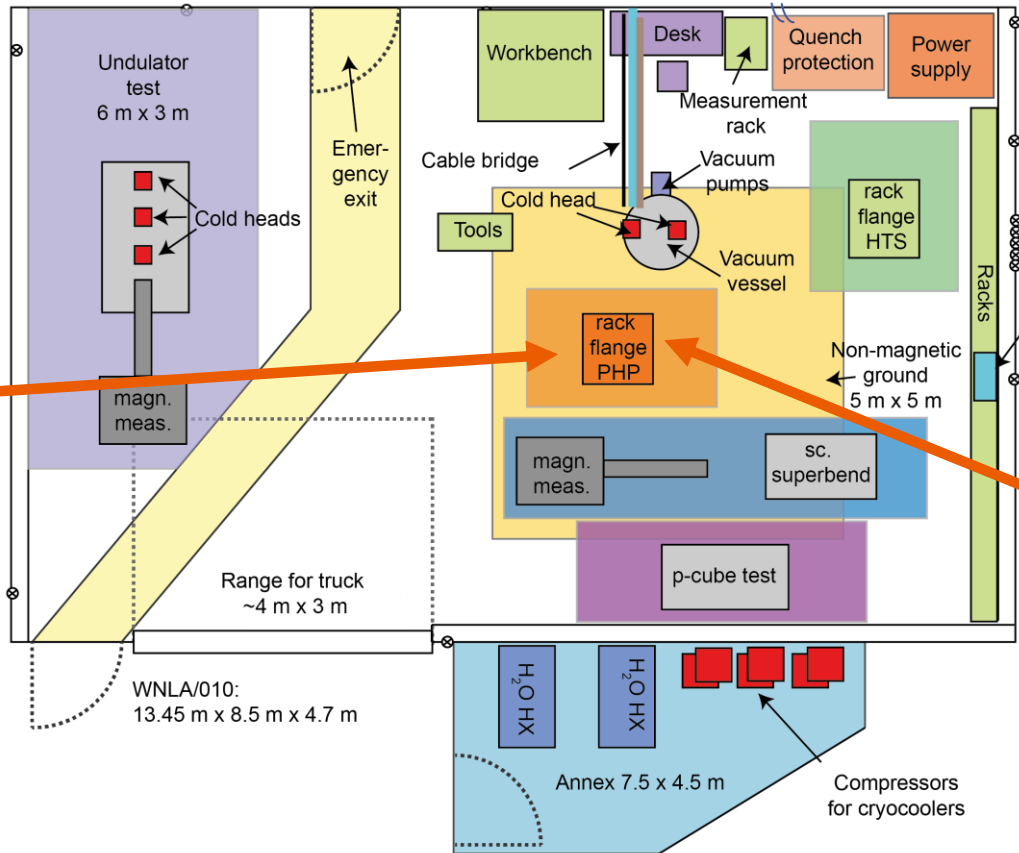 Undulator
test
6 m x 3 m
Emer-
gency
exit
Cold heads
magn.
meas.
Workbench
Desk
Quench
protection
Power
supply
Measurement
rack
Cable bridge
Vacuum
pumps
Cold head
Tools
Vacuum
vessel
rack
flange
HTS
Racks
rack
flange
PHP
Non-magnetic
ground
5 m x 5 m
magn.
meas.
sc.
superbend
p-cube test
Range for truck
~4 m x 3 m
WNLA/010:
13.45 m x 8.5 m x 4.7 m
H₂O HX
H₂O HX
Annex 7.5 x 4.5 m
Compressors
for cryocoolers